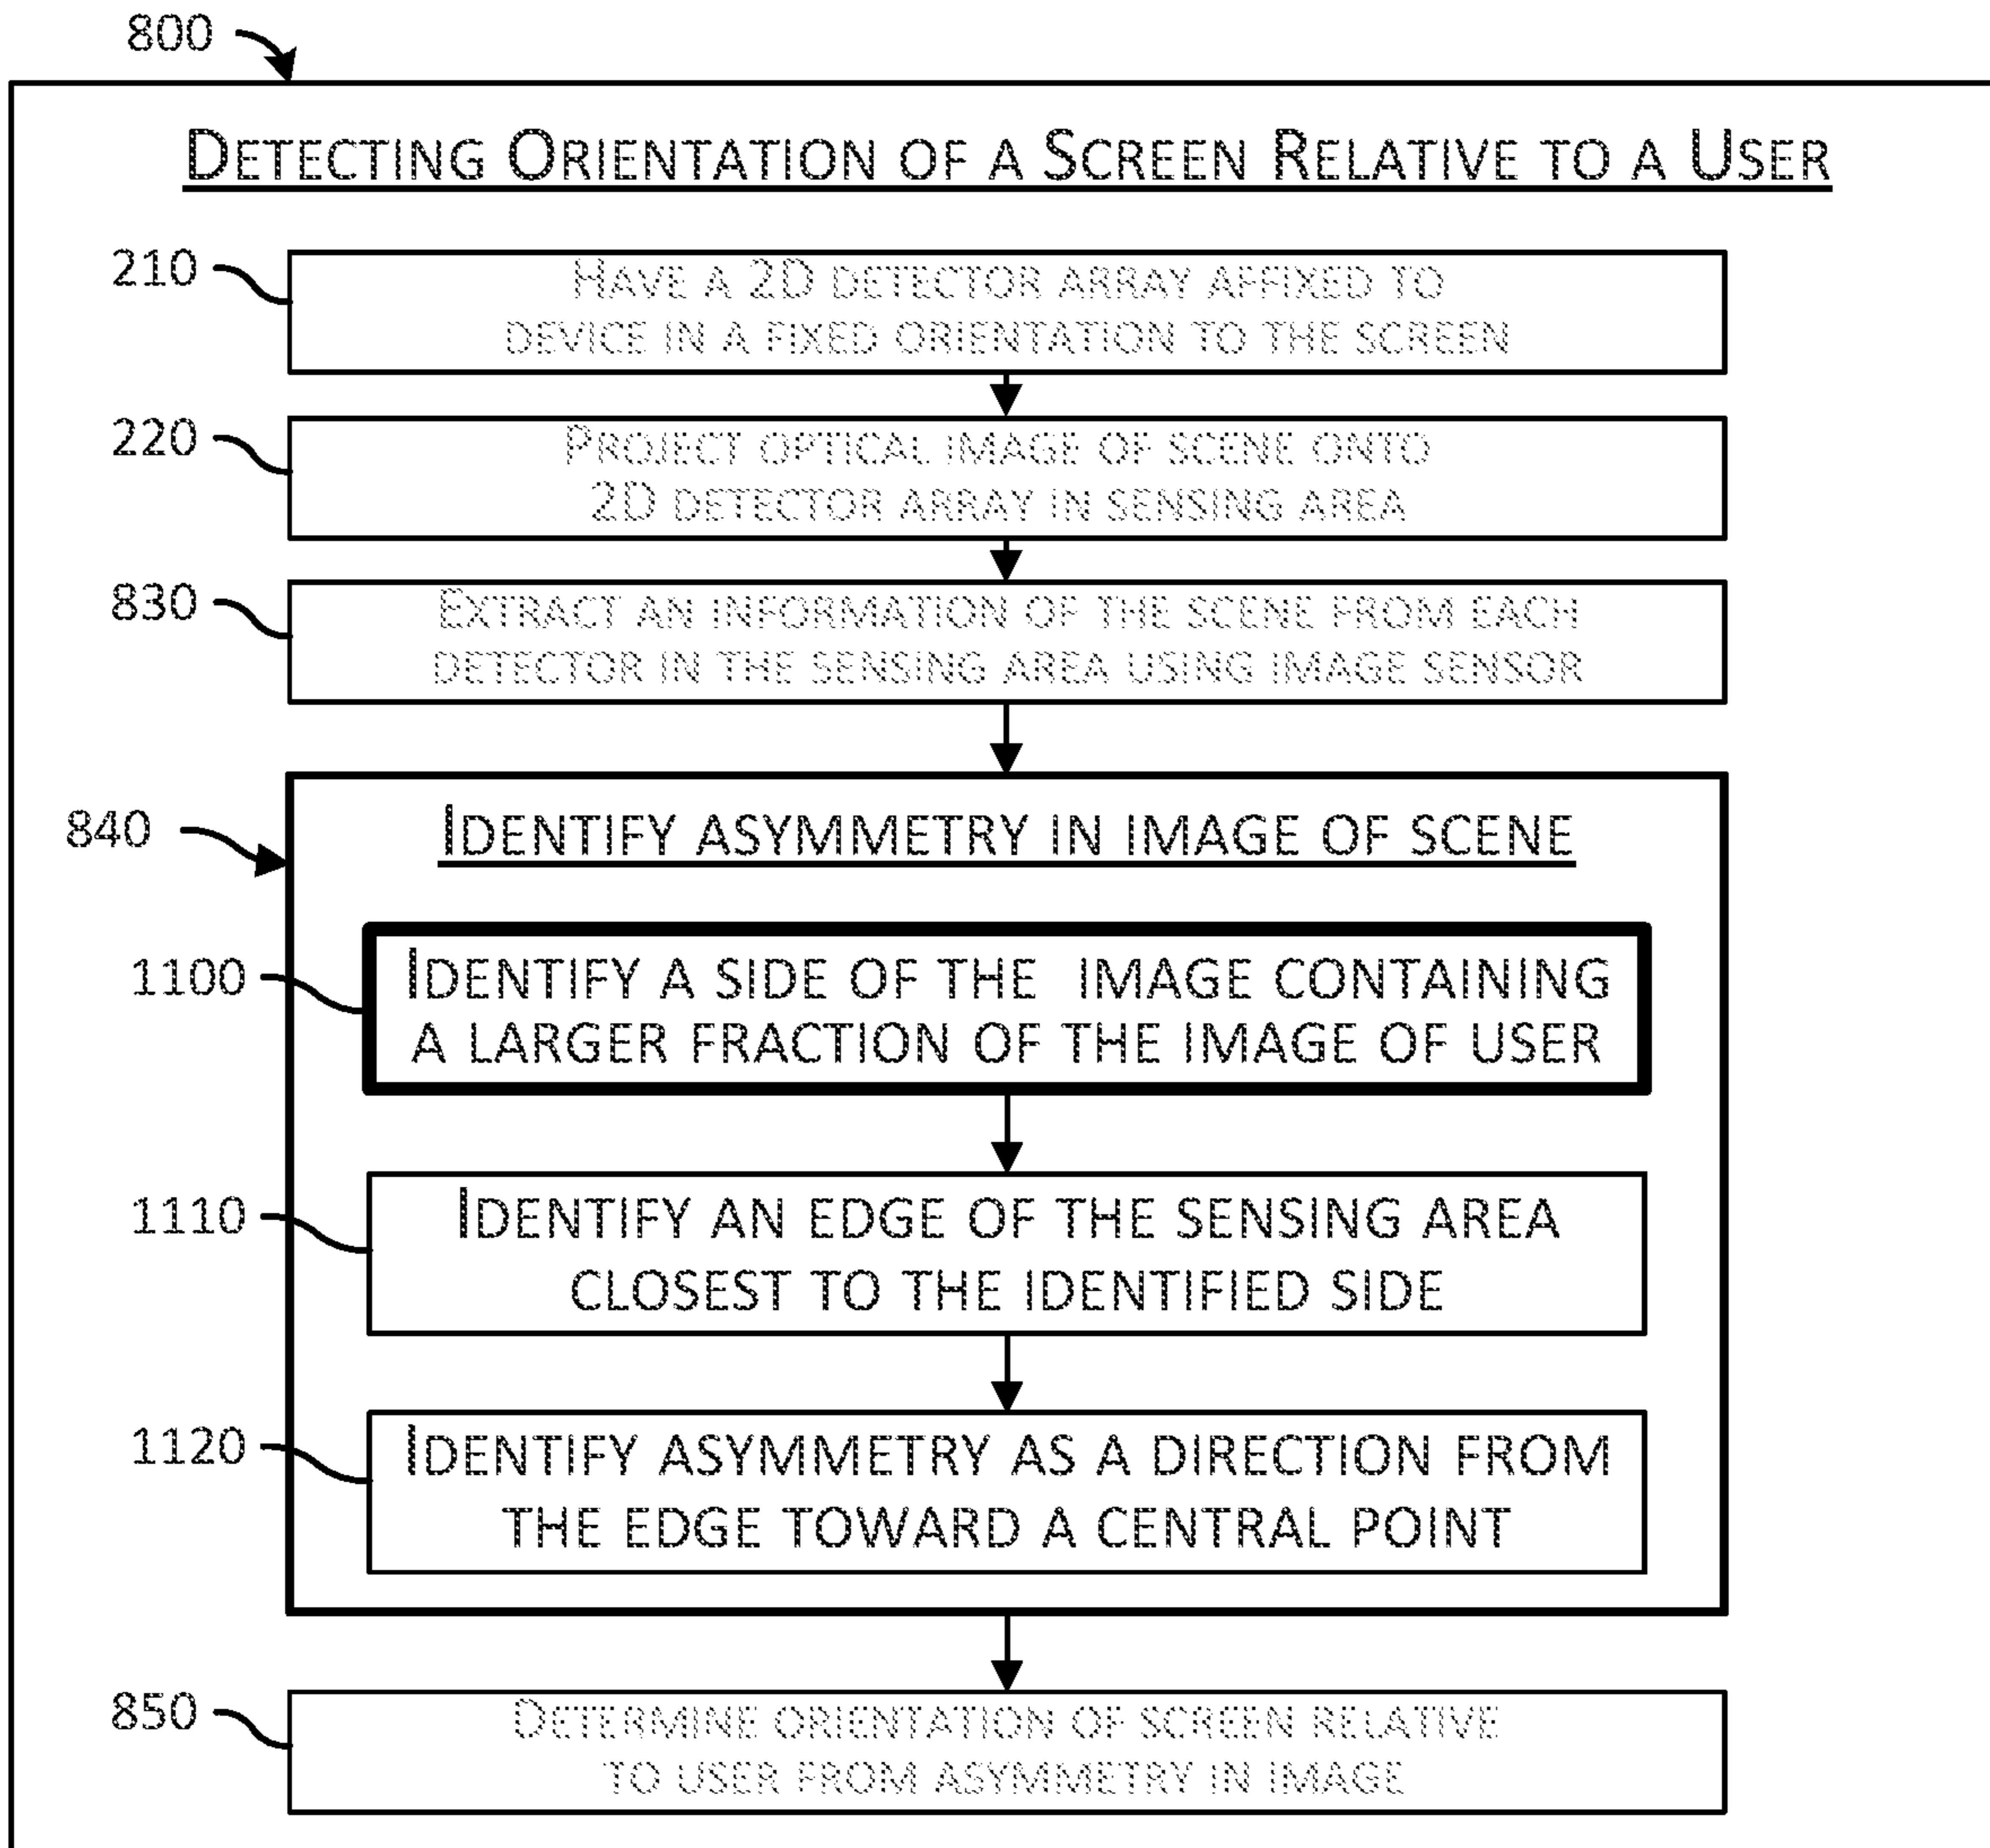 800
DETECTING ORIENTATION OF A SCREEN RELATIVE TO A USER
210
HAVE A 2D DETECTOR ARRAY AFFIXED TO
DEVICE IN A FIXED ORIENTATION TO THE SCREEN
220
PROJECT OPTICAL IMAGE OF SCENE ONTO
2D DETECTOR ARRAY IN SENSING AREA
830
EXTRACT AN INFORMATION OF THE SCENE FROM EACH
DETECTOR IN THE SENSING AREA USING IMAGE SENSOR
840
IDENTIFY ASYMMETRY IN IMAGE OF SCENE
1100
IDENTIFY A SIDE OF THE IMAGE CONTAINING
A LARGER FRACTION OF THE IMAGE OF USER
1110
IDENTIFY AN EDGE OF THE SENSING AREA
CLOSEST TO THE IDENTIFIED SIDE
1120
IDENTIFY ASYMMETRY AS A DIRECTION FROM
THE EDGE TOWARD A CENTRAL POINT
850
DETERMINE ORIENTATION OF SCREEN RELATIVE
TO USER FROM ASYMMETRY IN IMAGE